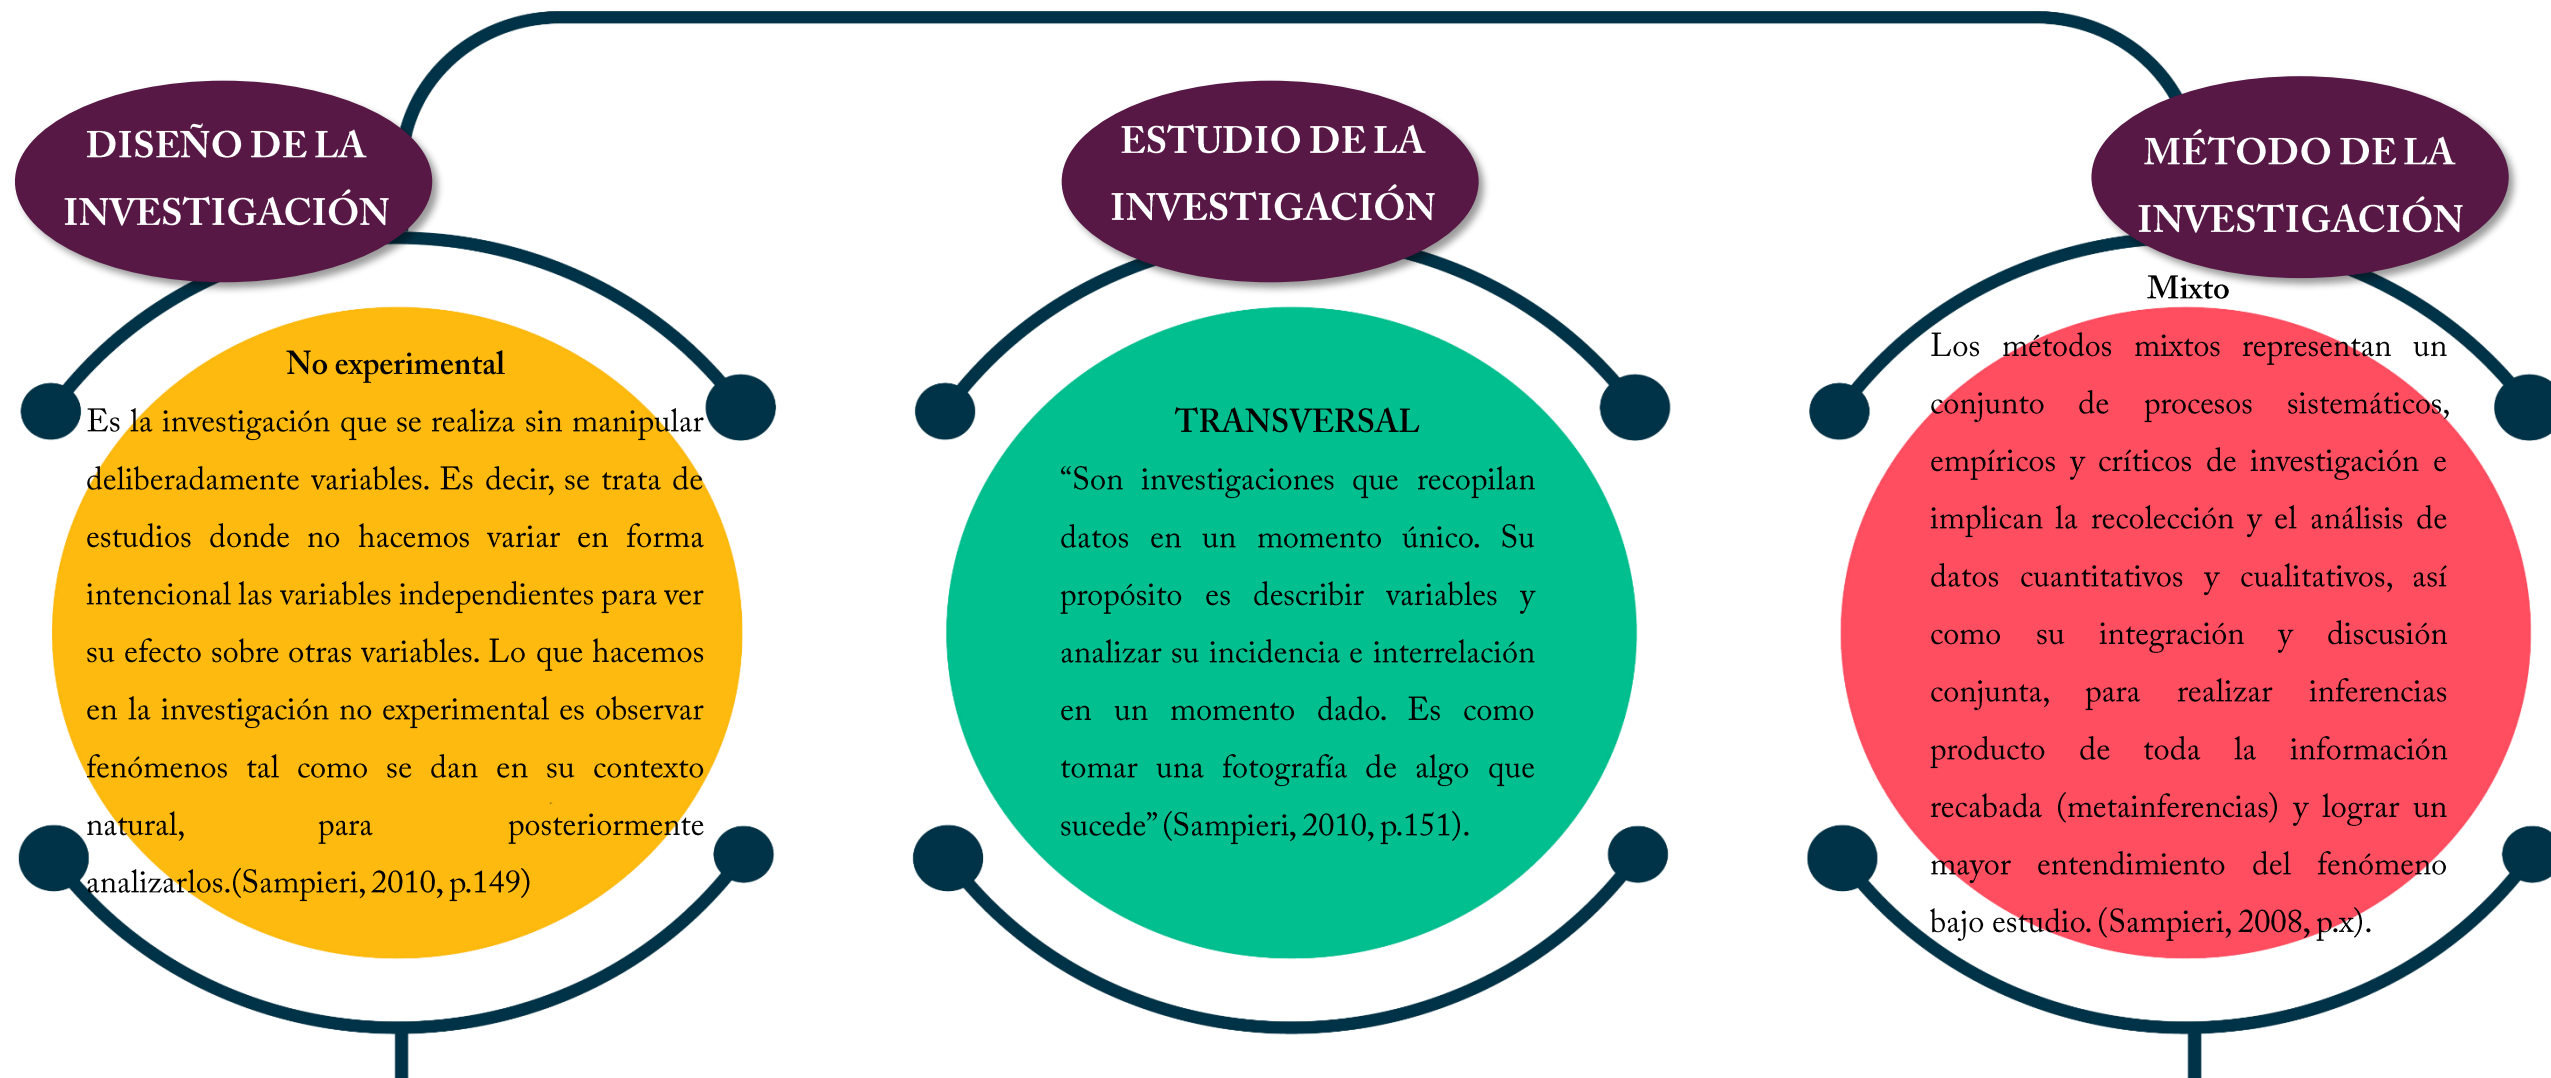 DISEÑO DE LA
INVESTIGACIÓN
No experimental
Es la investigación que se realiza sin manipular
deliberadamente variables. Es decir, se trata de
estudios donde no hacemos variar en forma
intencional las variables independientes para ver
su efecto sobre otras variables. Lo que hacemos
en la investigación no experimental es observar
fenómenos tal como se dan en su contexto
natural, para posteriormente
analizarlos.(Sampieri, 2010, p.149)
ESTUDIO DE LA
INVESTIGACIÓN
TRANSVERSAL
“Son investigaciones que recopilan
datos en un momento único. Su
propósito es describir variables y
analizar su incidencia e interrelación
en un momento dado. Es como
tomar una fotografía de algo que
sucede” (Sampieri, 2010, p.151).
MÉTODO DE LA
INVESTIGACIÓN
Mixto
Los métodos mixtos representan un
conjunto de procesos sistemáticos,
empíricos y críticos de investigación e
implican la recolección y el análisis de
datos cuantitativos y cualitativos, así
como su integración y discusión
conjunta, para realizar inferencias
producto de toda la información
recabada (metainferencias) y lograr un
mayor entendimiento del fenómeno
bajo estudio. (Sampieri, 2008, p.x).